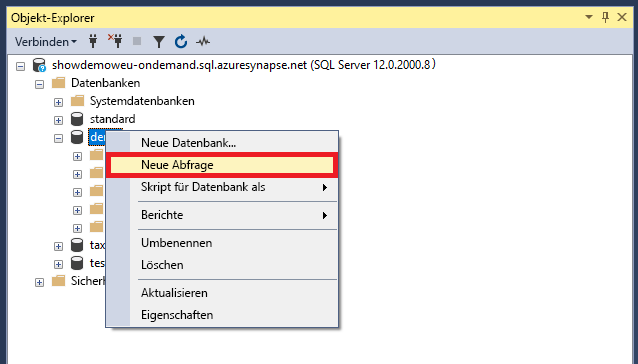 Objekt-Explorer
Verbinden
showdemoweu-ondemand.sql.azuresynapse.net (SQL Server 12.0.2000.8)
Datenbanken
Systemdatenbanken
standard
Neue Datenbank...
Neue Abfrage
Skript für Datenbank als
Berichte
Umbenennen
Löschen
Aktualisieren
Eigenschaften
tax
tes
Sicherh